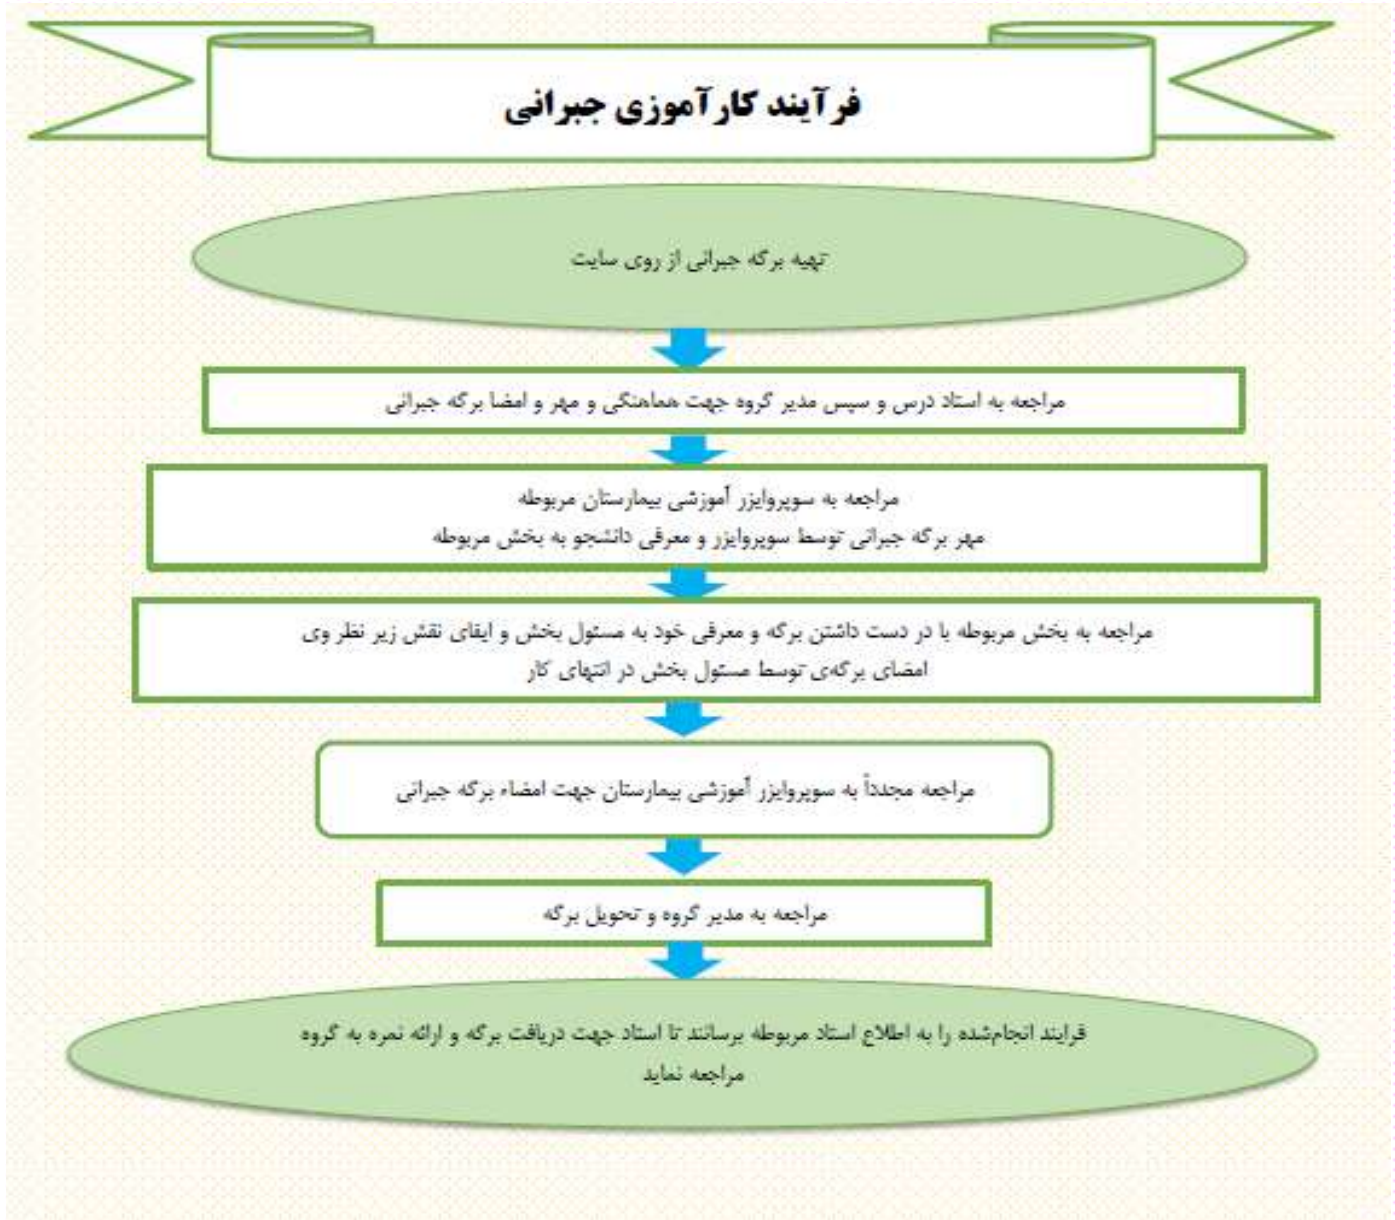 فرآیند کارآموزی جبرانی
تهیه برگه جبرانی از روی سایت
مراجعه به استاد درس و سپس مدیر گروه جهت هماهنگی و مهر و امضا برگه جبرانی
مراجعه به سوپروایزر آموزشی بیمارستان مربوطه
مهر برگه جبرانی توسط سوپروایزر و معرفی دانشجو به بخش مربوطه
مراجعه به بخش مربوطه با در دست داشتن برگه و معرفی خود به مسئول بخش و ایفای نقش زیر نظر وی
امضای برگه‌ی توسط مسئول بخش در انتهای کار
مراجعه مجدداً به سوپروایزر آموزشی بیمارستان جهت امضاء برگه جبرانی
مراجعه به مدیر گروه و تحویل برگه
فرایند انجام‌شده را به اطلاع استاد مربوطه برسانند تا استاد جهت دریافت برگه و ارائه نمره به گروه
مراجعه نماید